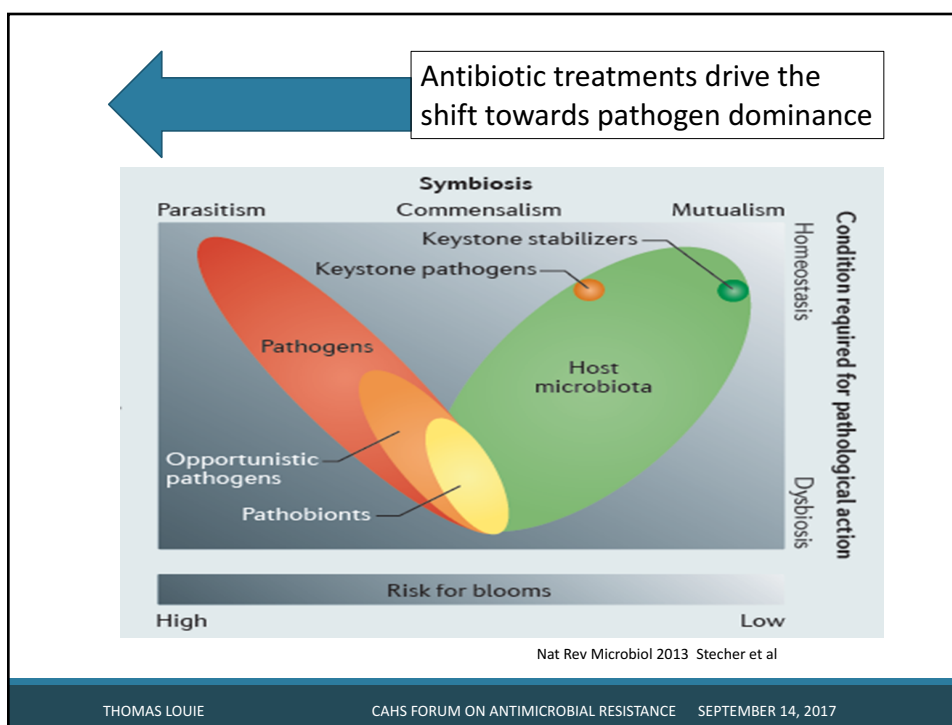 Antibiotic treatments drive the
shift towards pathogen dominance
Symbiosis
Parasitism Commensalism Mutualism
Keystone stabilizers
Keystone pathogens
Pathogens
Host
microbiota
Opportunistic
pathogens
Pathobionts
Homeostasis
Dysbiosis
Condition required for pathological action
Risk for blooms
High Low
Nat Rev Microbiol 2013 Stecher et al
THOMAS LOUIE CAHS FORUM ON ANTIMICROBIAL RESISTANCE SEPTEMBER 14, 2017